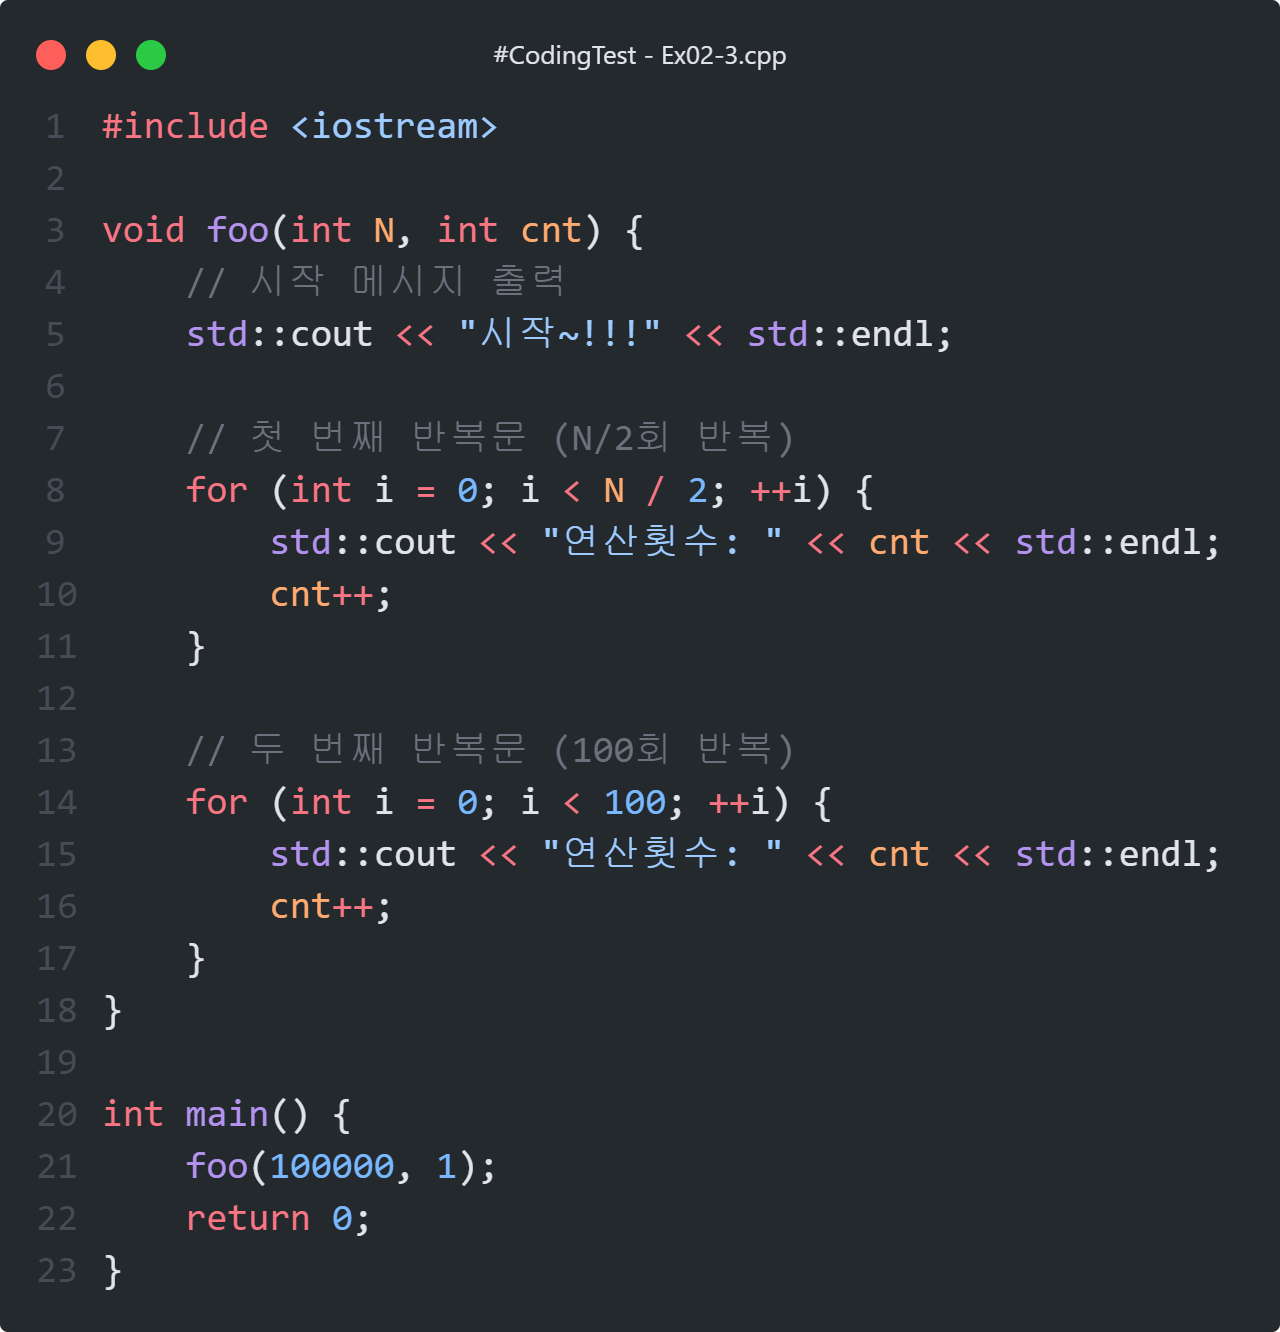 #CodingTest - Ex02-3.cpp
1 #include <iostream>
2
3 void foo(int N, int cnt) {
4     // 시작 메시지 출력
5     std::cout << "시작~!!!" << std::endl;
6
7     // 첫 번째 반복문 (N/2회 반복)
8     for (int i = 0; i < N / 2; ++i) {
9         std::cout << "연산횟수: " << cnt << std::endl;
10         cnt++;
11     }
12
13     // 두 번째 반복문 (100회 반복)
14     for (int i = 0; i < 100; ++i) {
15         std::cout << "연산횟수: " << cnt << std::endl;
16         cnt++;
17     }
18 }
19
20 int main() {
21     foo(100000, 1);
22     return 0;
23 }